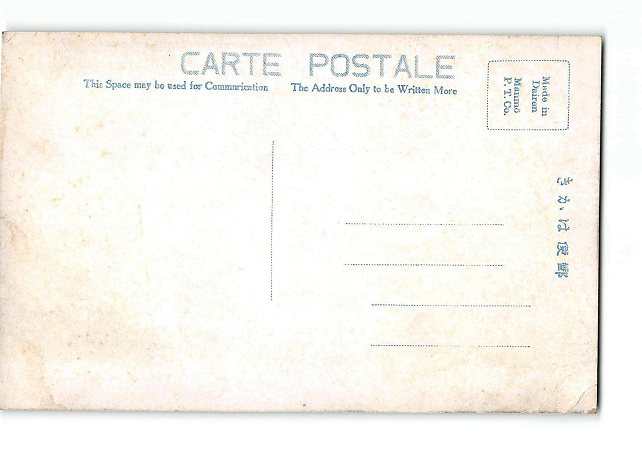 CARTE POSTALE
This Space may be used for Commurication The Address Only to be Written More
Made in
Dairen
Manmō
P. T. Co.
きかは便郵